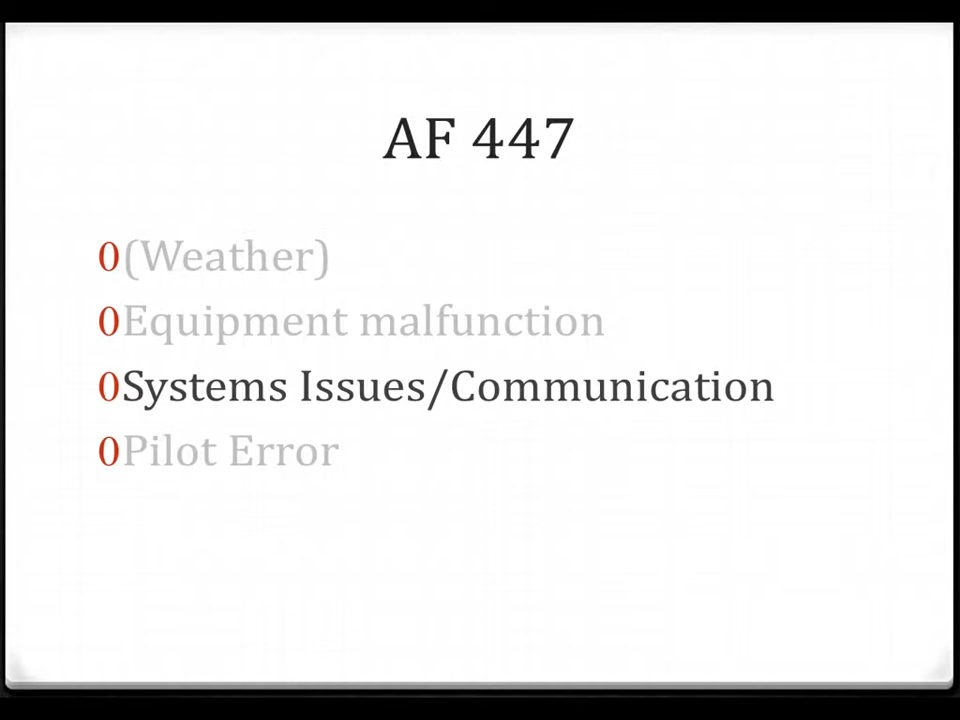 AF 447
0(Weather)
0Equipment malfunction
0Systems Issues/Communication
0Pilot Error